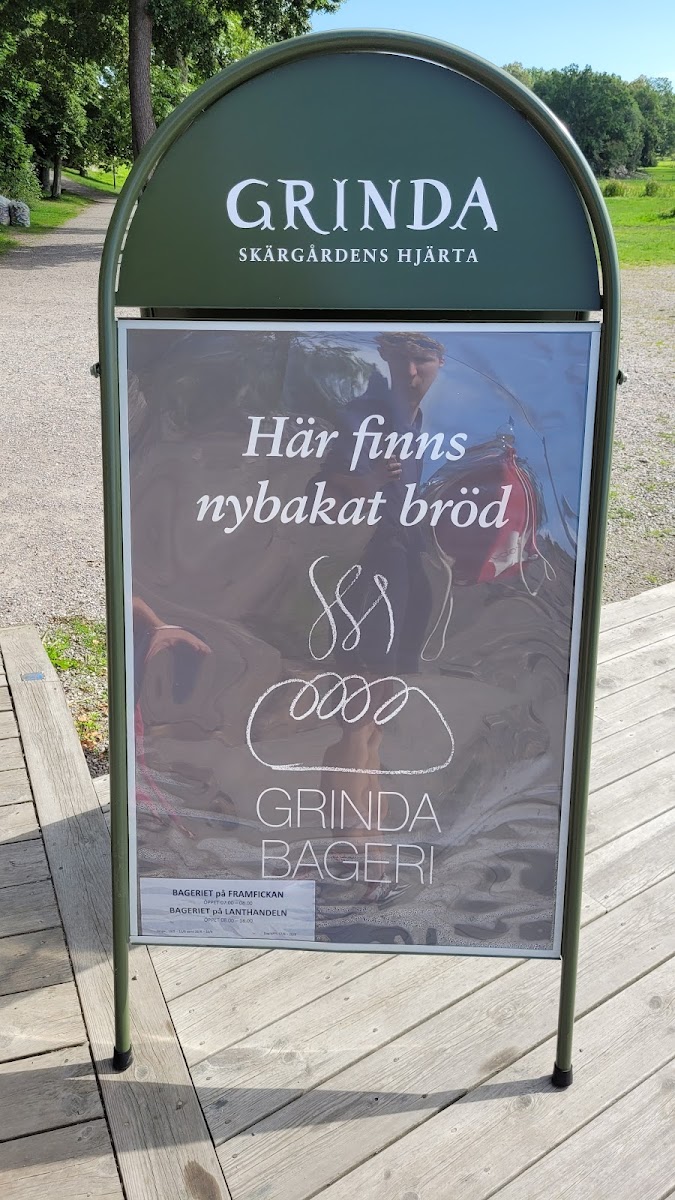 GRINDA
SKÄRGÅRDENS HJÄRTA
Här finns
nybakat bröd
GRINDA
BAGERI
BAGERIET på FRAMFICKAN
BAGERIET på LANTHANDELN